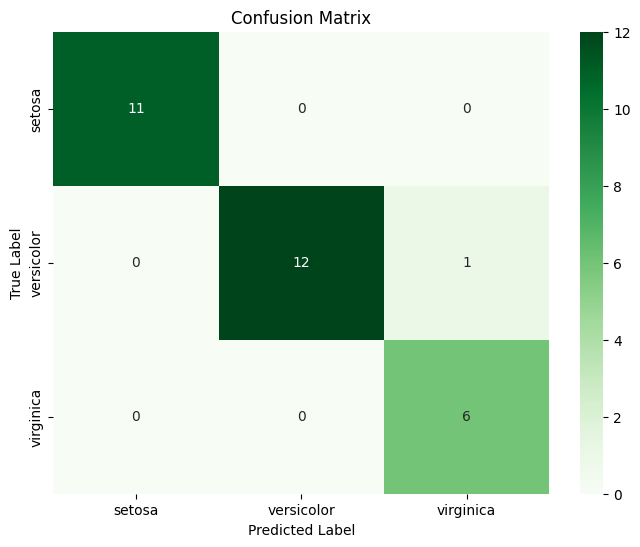 Confusion Matrix
True Label
setosa
versicolor
virginica
11 0 0
0 12 1
0 0 6
setosa versicolor virginica
Predicted Label
12
10
8
6
4
2
0